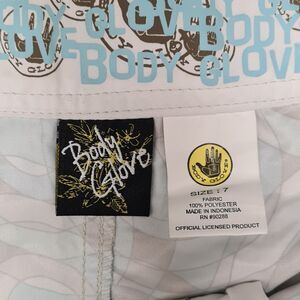 BODY GLOVE
OVE
BODY GLOVE
Body
Glove
BODY GLOVE
SIZE: 7
FABRIC
100% POLYESTER
MADE IN INDONESIA
RN #90288
OFFICIAL LICENSED PRODUCT